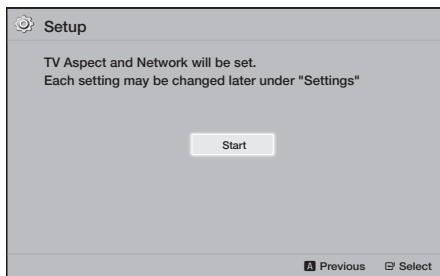 Setup
TV Aspect and Network will be set.
Each setting may be changed later under "Settings"
Start
A Previous Select